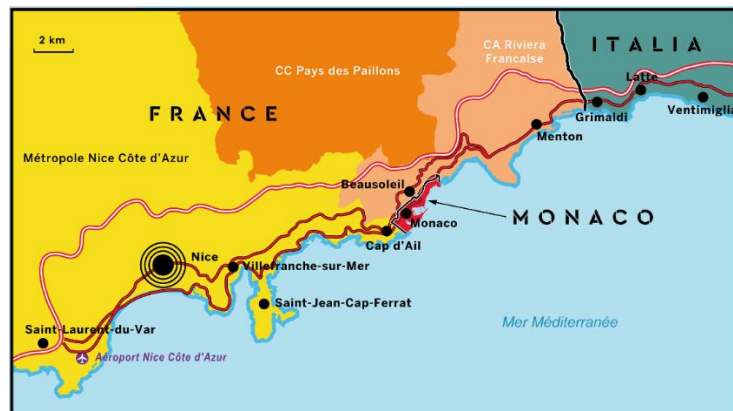 2 km
ITALIA
CA Riviera
Francaise
CC Pays des Paillons
Latte
FRANCE
Grimaldi
Ventimiglia
Menton
Métropole Nice Côte d'Azur
Beausoleil
Monaco
MONACO
Cap d'Ail
Nice
Villefranche-sur-Mer
Saint-Jean-Cap-Ferrat
Mer Méditerranée
Saint-Laurent-du-Var
Aéroport Nice Côte d'Azur